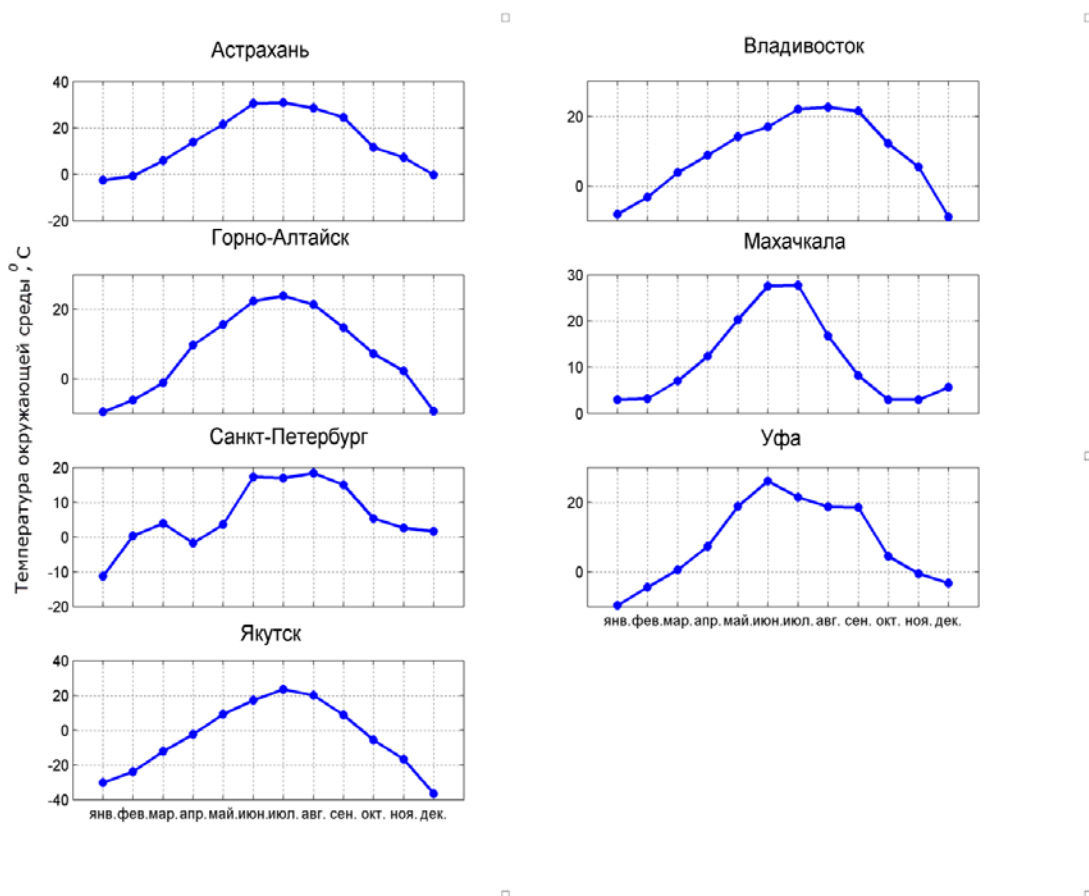 Астрахань
40
20
0
-20
Владивосток
20
0
Горно-Алтайск
20
0
Махачкала
30
20
10
0
Температура окружающей среды , ⁰С
Санкт-Петербург
20
10
0
-10
-20
Уфа
20
0
янв.фев.мар. апр. май.июн.июл. авг. сен. окт. ноя. дек.
Якутск
40
20
0
-20
-40
янв.фев.мар. апр. май.июн.июл. авг. сен. окт. ноя. дек.